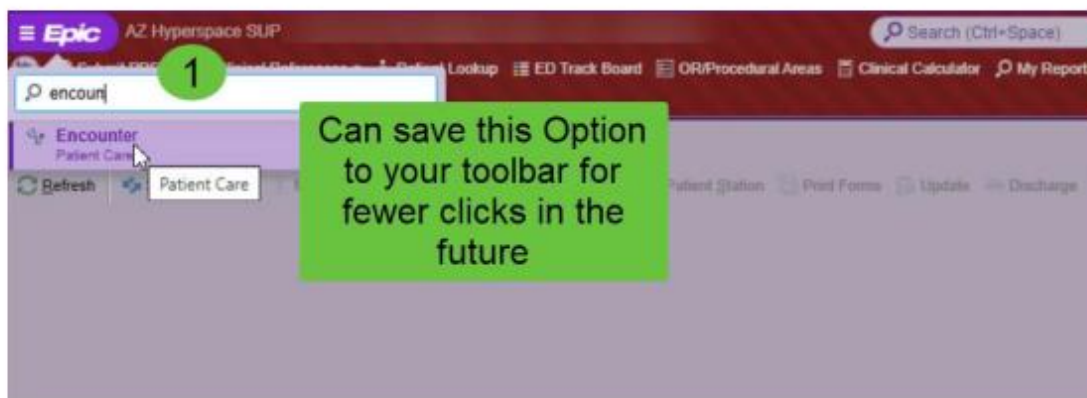 Epic AZ Hyperspace SUP Search (Ctrl+Space)
1 Patient Lookup ED Track Board OR/Procedural Areas Clinical Calculator My Report
encoun
Encounter
Patient Care
Can save this Option
to your toolbar for
fewer clicks in the
future
Refresh Patient Care Patient Station Print Forms Update Discharge